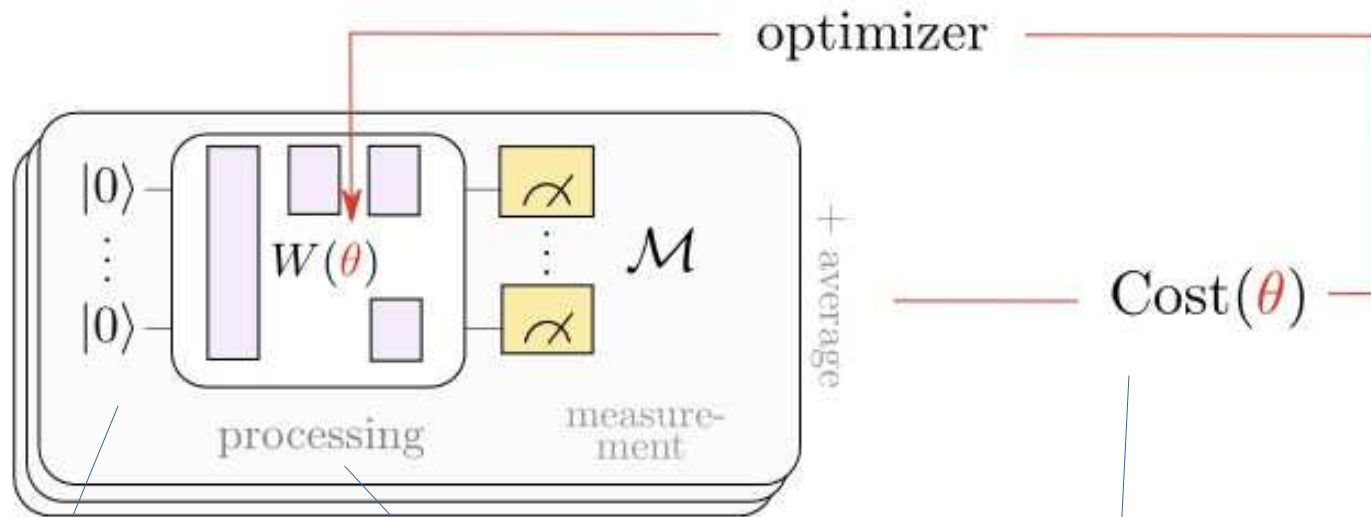 optimizer
|0⟩
⋮
|0⟩
W(θ)
⋮
ℳ
+ average
Cost(θ)
processing
measure-
ment